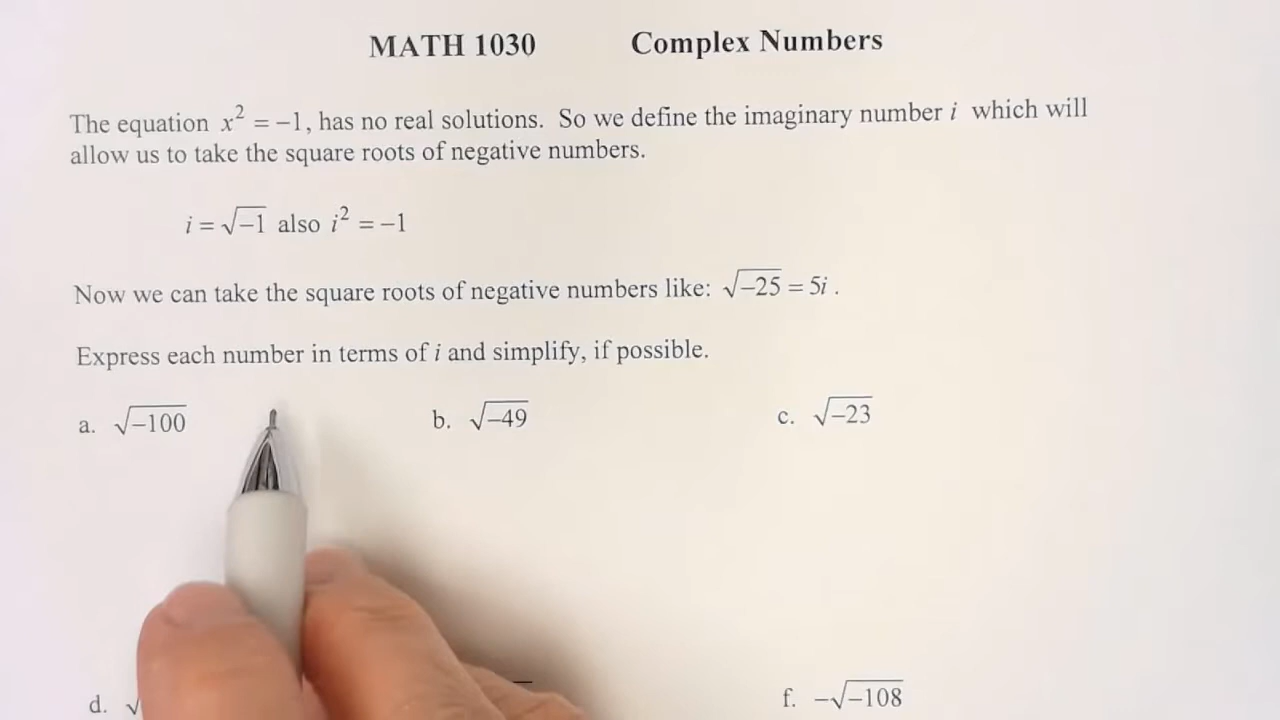 MATH 1030 Complex Numbers
The equation x² = −1, has no real solutions. So we define the imaginary number i which will
allow us to take the square roots of negative numbers.
i = √−1 also i² = −1
Now we can take the square roots of negative numbers like: √−25 = 5i .
Express each number in terms of i and simplify, if possible.
a. √−100 b. √−49 c. √−23
d. √ f. −√−108